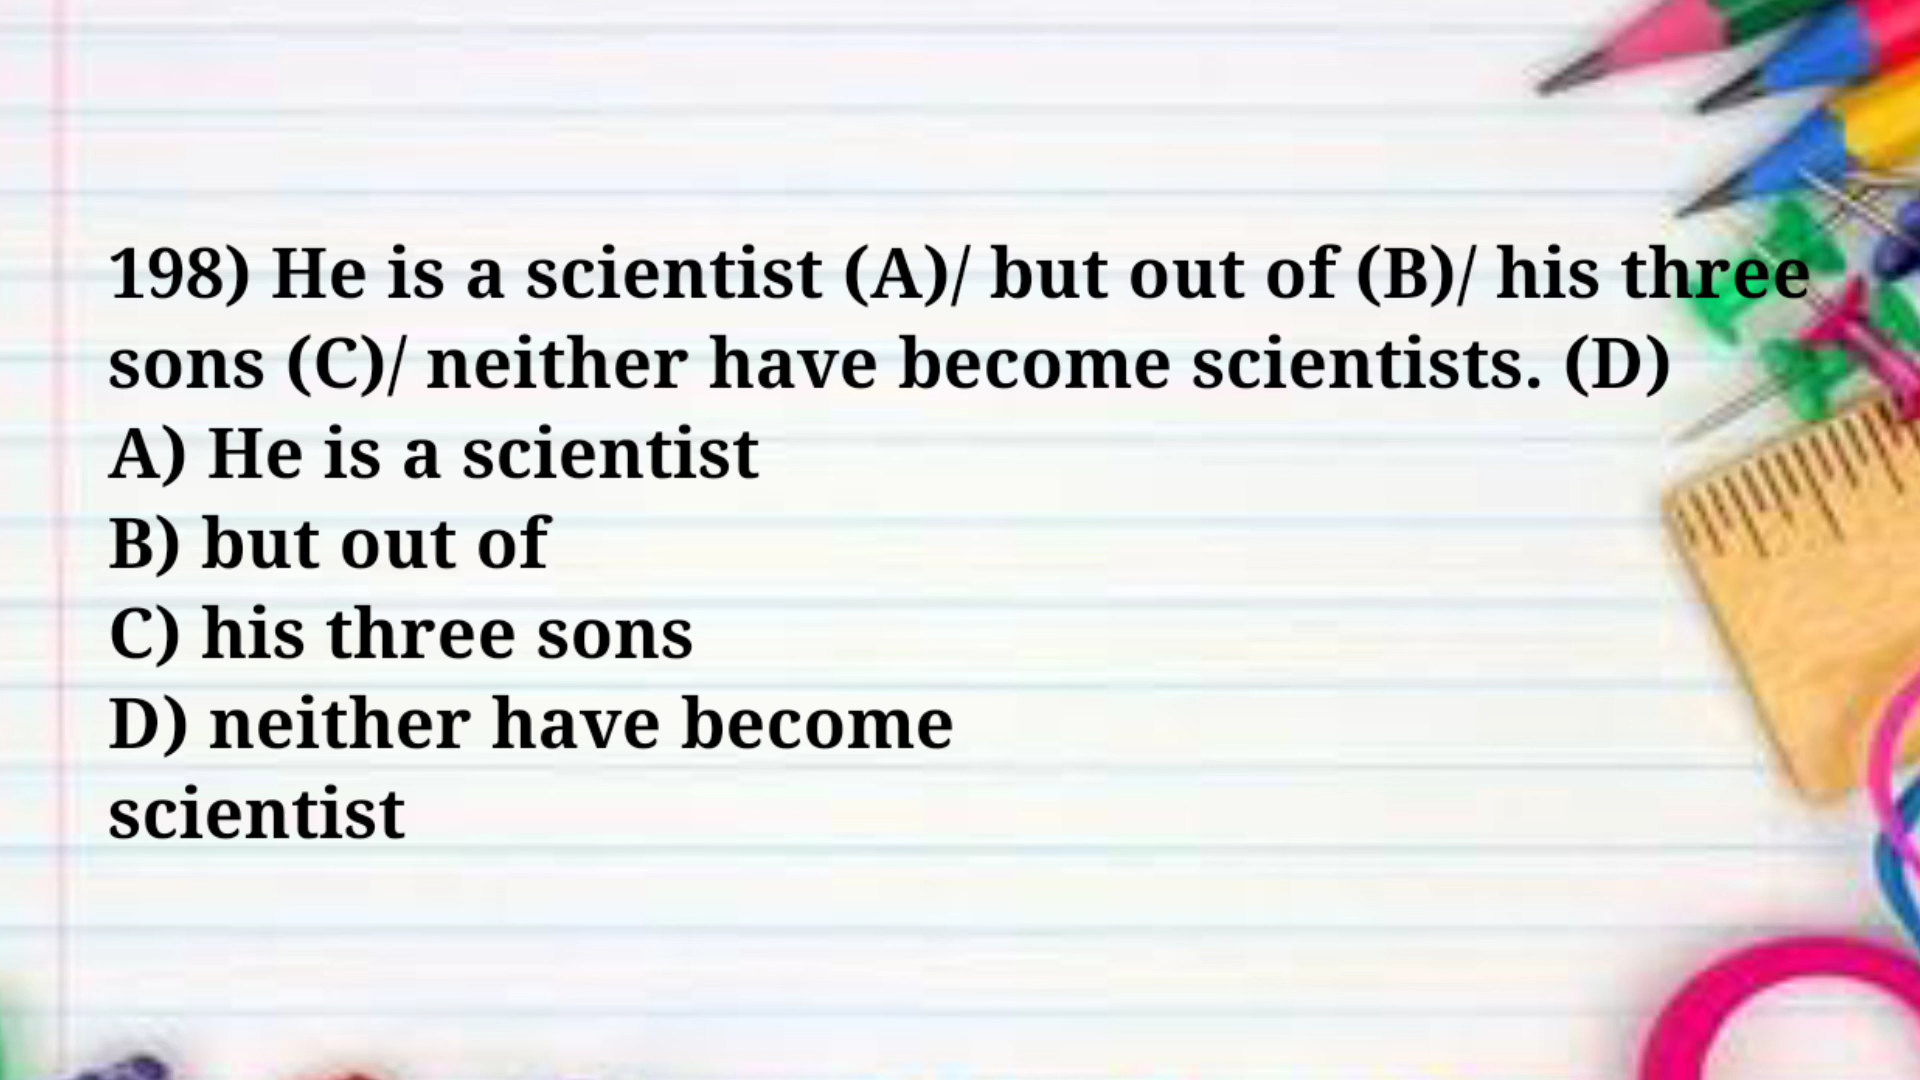 198) He is a scientist (A)/ but out of (B)/ his three
sons (C)/ neither have become scientists. (D)
A) He is a scientist
B) but out of
C) his three sons
D) neither have become
scientist